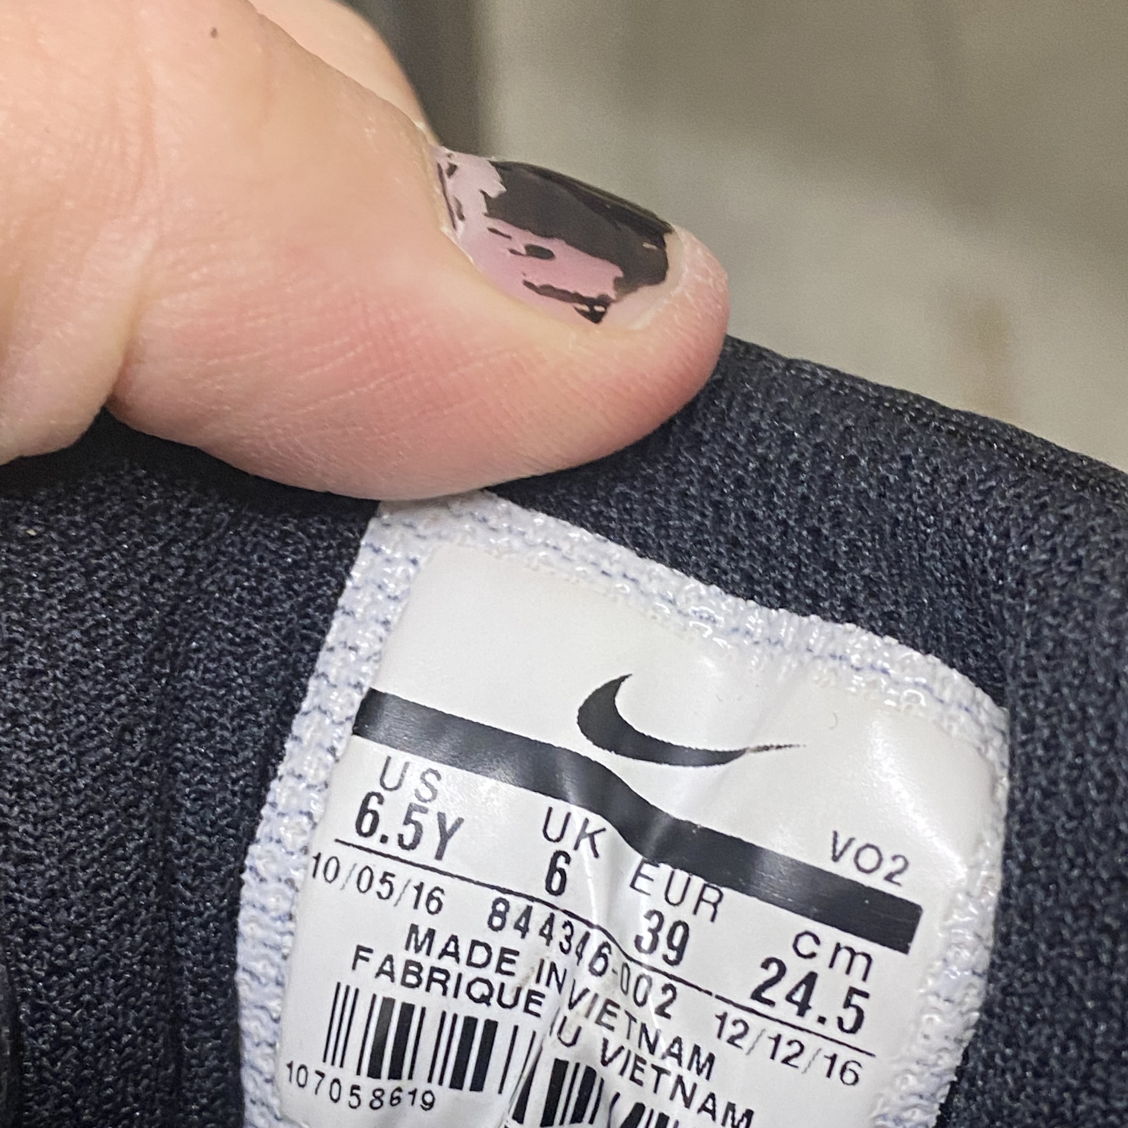 VO2
US UK EUR cm
6.5Y 6 39 24.5
10/05/16 844346-002 12/12/16
MADE IN VIETNAM
FABRIQUE AU VIETNAM
107058619